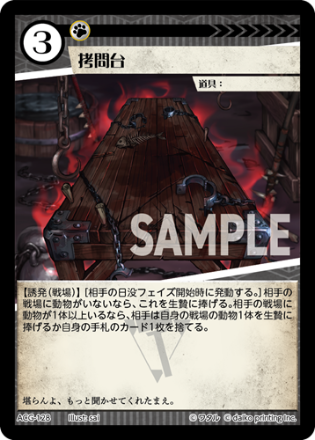 3
拷問台
道具：
SAMPLE
【誘発（戦場）】［相手の日没フェイズ開始時に発動する。］相手の
戦場に動物がいないなら、これを生贄に捧げる。相手の戦場に
動物が1体以上いるなら、相手は自身の戦場の動物1体を生贄に
捧げるか自身の手札のカード1枚を捨てる。
堪らんよ、もっと聞かせてくれたまえ。
ACG-128 Illust: sai © ワタル © daiko printing inc.